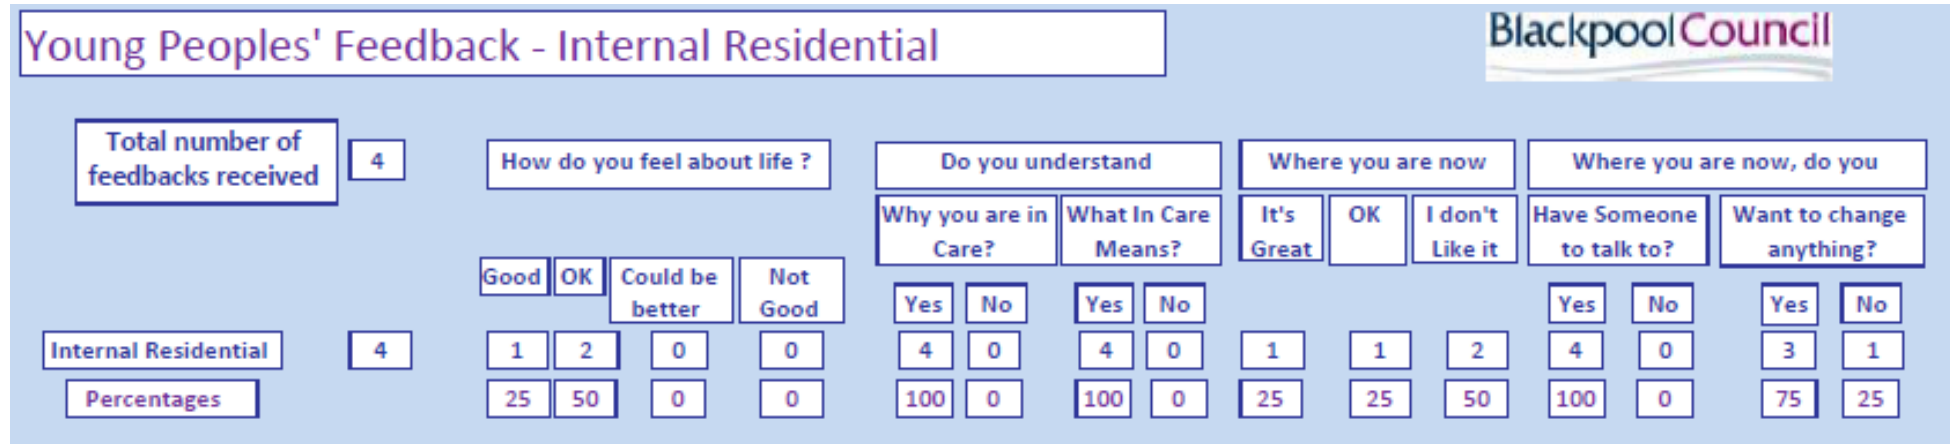 Young Peoples' Feedback - Internal Residential
BlackpoolCouncil
Total number of
feedbacks received
4
How do you feel about life ?
Do you understand
Where you are now
Where you are now, do you
Why you are in
Care?
What In Care
Means?
It's
Great
OK
I don't
Like it
Have Someone
to talk to?
Want to change
anything?
Good OK Could be
better
Not
Good
Yes No Yes No Yes No Yes No
Internal Residential 4 1 2 0 0 4 0 4 0 1 1 2 4 0 3 1
Percentages 25 50 0 0 100 0 100 0 25 25 50 100 0 75 25